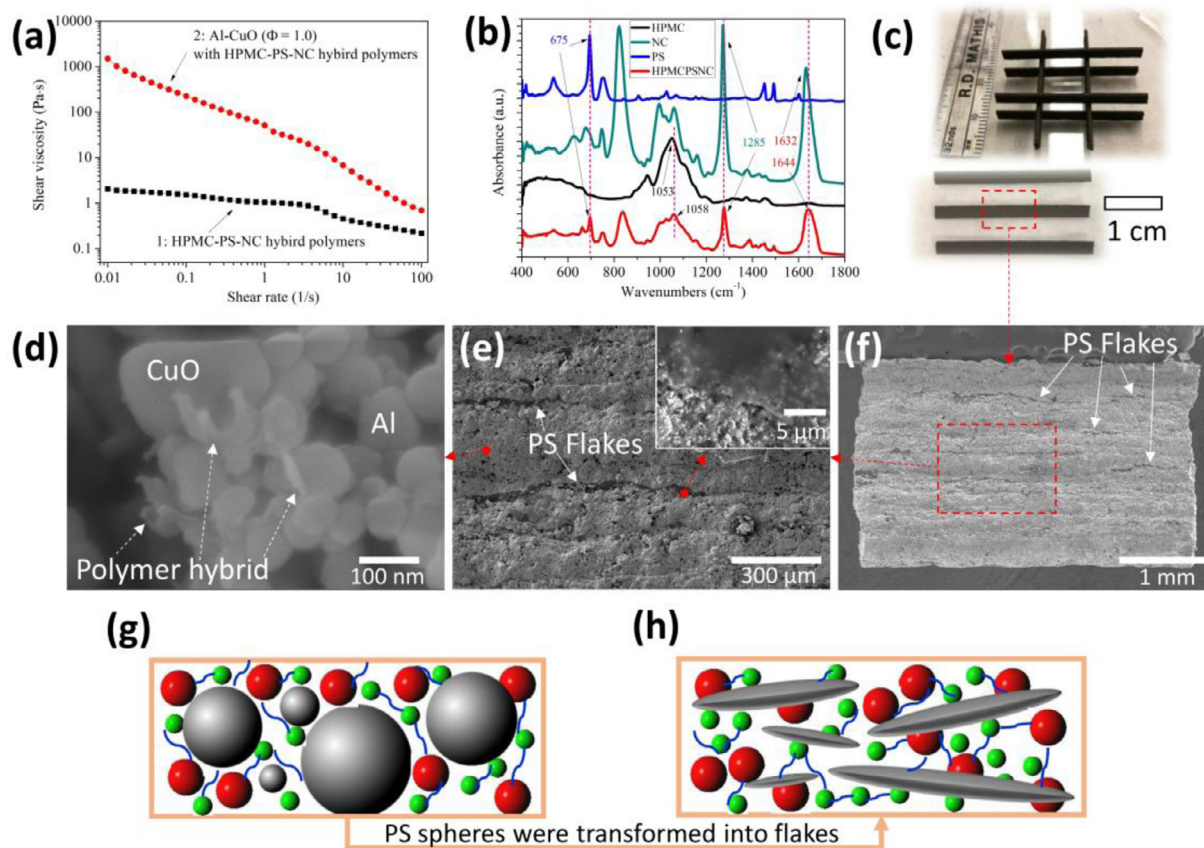 (a)
10000
1000
100
10
1
0.1
0.01
0.1
1
10
100
Shear viscosity (Pa·s)
Shear rate (1/s)
2: Al-CuO (Φ = 1.0)
with HPMC-PS-NC hybird polymers
1: HPMC-PS-NC hybird polymers
(b)
675
HPMC
NC
PS
HPMCPSNC
1285
1632
1644
1053
1058
Absorbance (a.u.)
400
600
800
1000
1200
1400
1600
1800
Wavenumbers (cm⁻¹)
(c)
R.D. MATHIS
32nds
1 cm
(d)
CuO
Al
Polymer hybrid
100 nm
(e)
PS Flakes
5 µm
300 µm
(f)
PS Flakes
1 mm
(g)
(h)
PS spheres were transformed into flakes